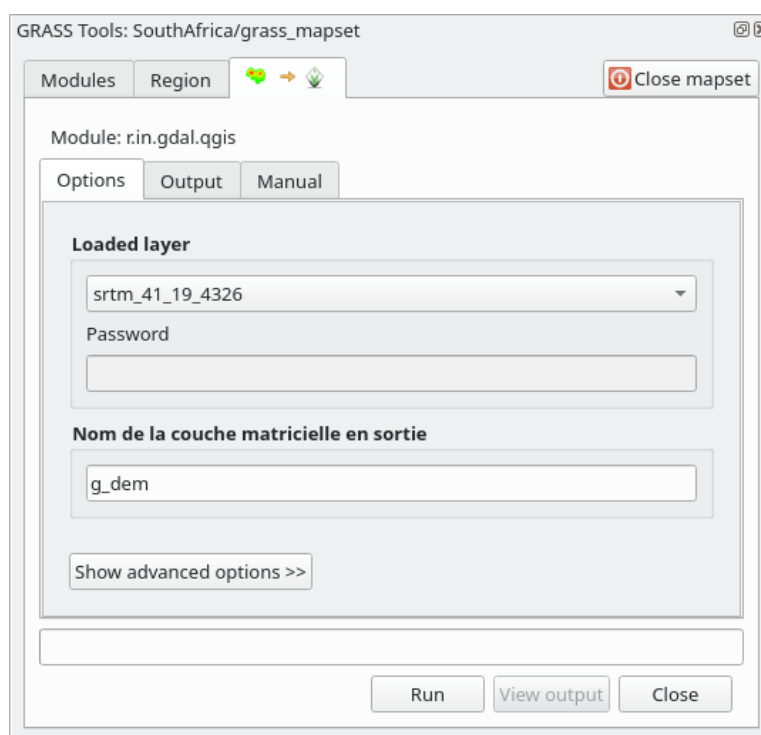 GRASS Tools: SouthAfrica/grass_mapset
Modules Region Close mapset
Module: r.in.gdal.qgis
Options Output Manual
Loaded layer
srtm_41_19_4326
Password
Nom de la couche matricielle en sortie
g_dem
Show advanced options >>
Run View output Close